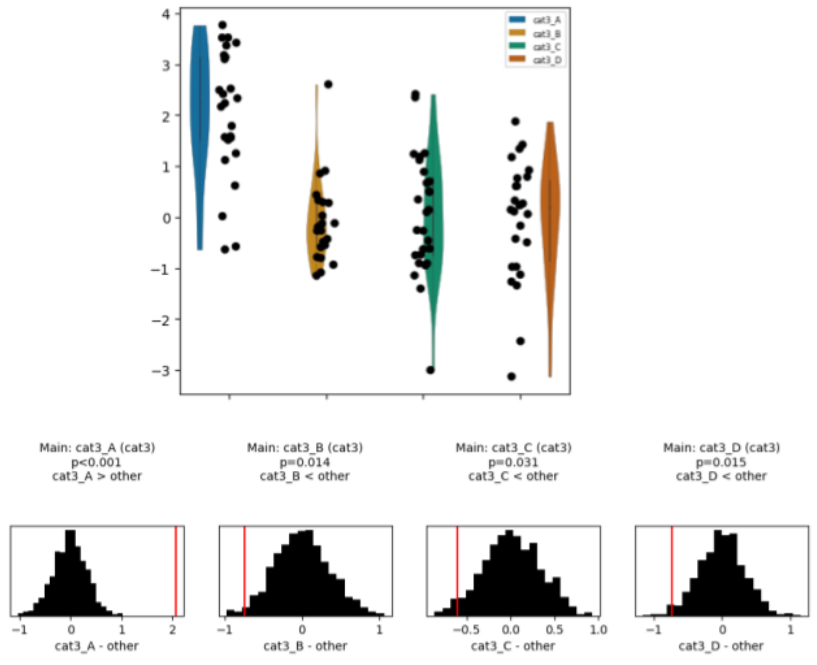 4
cat3_A
cat3_B
cat3_C
cat3_D
3
2
1
0
−1
−2
−3
Main: cat3_A (cat3)
p<0.001
cat3_A > other
Main: cat3_B (cat3)
p=0.014
cat3_B < other
Main: cat3_C (cat3)
p=0.031
cat3_C < other
Main: cat3_D (cat3)
p=0.015
cat3_D < other
−1 0 1 2
cat3_A - other
−1 0 1
cat3_B - other
−0.5 0.0 0.5 1.0
cat3_C - other
−1 0 1
cat3_D - other